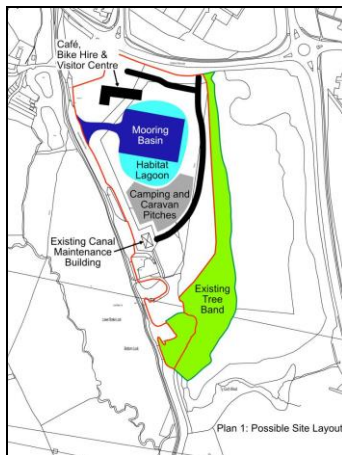 Café,
Bike Hire &
Visitor Centre
Mooring
Basin
Habitat
Lagoon
Camping and
Caravan
Pitches
Existing Canal
Maintenance
Building
Existing
Tree
Band
Plan 1: Possible Site Layout